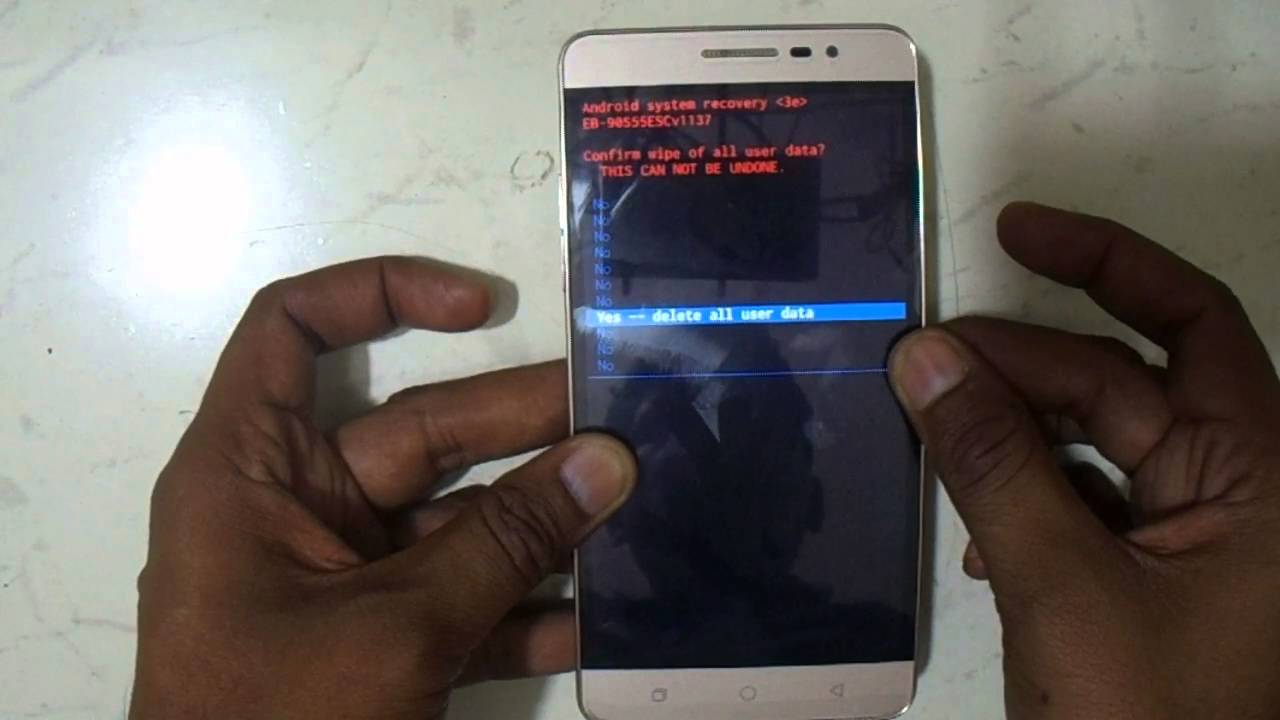 Android system recovery <3e>
EB-90S55ESCv1137
Confirm wipe of all user data?
THIS CAN NOT BE UNDONE.
No
No
No
No
No
No
No
Yes -- delete all user data
No
No
No